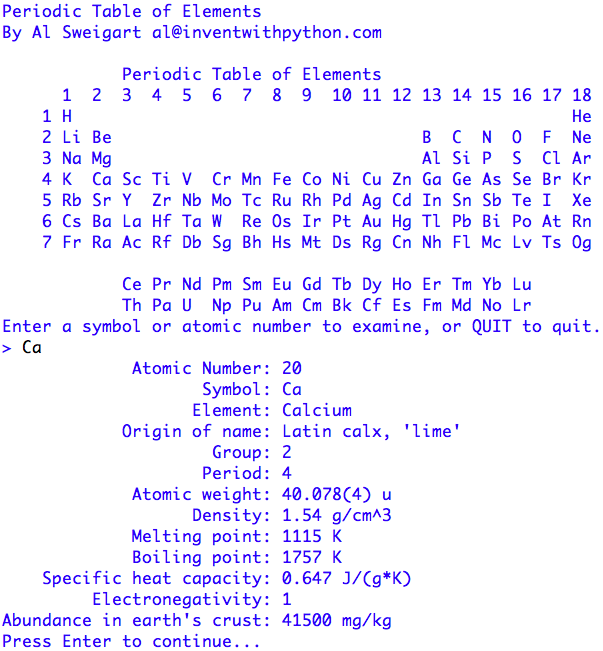 Periodic Table of Elements
By Al Sweigart al@inventwithpython.com

            Periodic Table of Elements
      1  2  3  4  5  6  7  8  9  10 11 12 13 14 15 16 17 18
    1 H                                                  He
    2 Li Be                               B  C  N  O  F  Ne
    3 Na Mg                               Al Si P  S  Cl Ar
    4 K  Ca Sc Ti V  Cr Mn Fe Co Ni Cu Zn Ga Ge As Se Br Kr
    5 Rb Sr Y  Zr Nb Mo Tc Ru Rh Pd Ag Cd In Sn Sb Te I  Xe
    6 Cs Ba La Hf Ta W  Re Os Ir Pt Au Hg Tl Pb Bi Po At Rn
    7 Fr Ra Ac Rf Db Sg Bh Hs Mt Ds Rg Cn Nh Fl Mc Lv Ts Og

            Ce Pr Nd Pm Sm Eu Gd Tb Dy Ho Er Tm Yb Lu
            Th Pa U  Np Pu Am Cm Bk Cf Es Fm Md No Lr
Enter a symbol or atomic number to examine, or QUIT to quit.
> Ca
             Atomic Number: 20
                    Symbol: Ca
                   Element: Calcium
            Origin of name: Latin calx, 'lime'
                     Group: 2
                    Period: 4
             Atomic weight: 40.078(4) u
                   Density: 1.54 g/cm^3
             Melting point: 1115 K
             Boiling point: 1757 K
    Specific heat capacity: 0.647 J/(g*K)
         Electronegativity: 1
Abundance in earth's crust: 41500 mg/kg
Press Enter to continue...